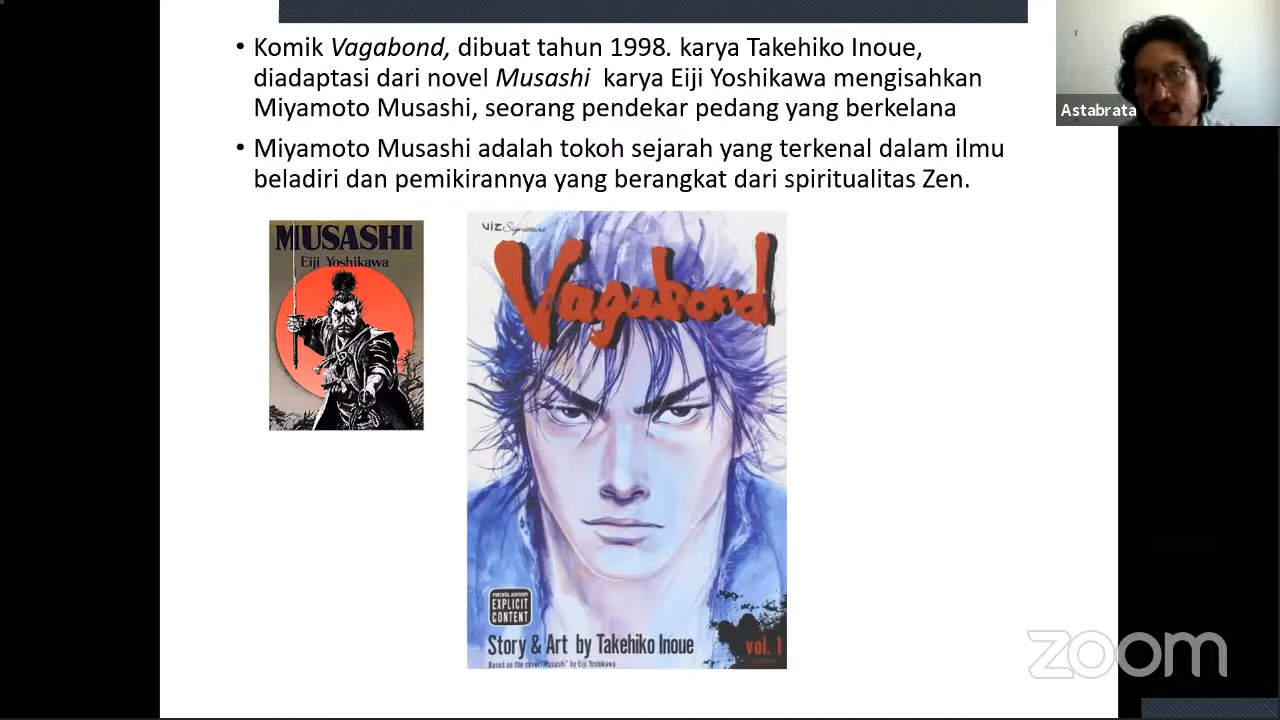 • Komik Vagabond, dibuat tahun 1998. karya Takehiko Inoue,
diadaptasi dari novel Musashi karya Eiji Yoshikawa mengisahkan
Miyamoto Musashi, seorang pendekar pedang yang berkelana
• Miyamoto Musashi adalah tokoh sejarah yang terkenal dalam ilmu
beladiri dan pemikirannya yang berangkat dari spiritualitas Zen.
Astabrata
MUSASHI
Eiji Yoshikawa
VIZ Signature
Vagabond
PARENTAL ADVISORY
EXPLICIT
CONTENT
Story & Art by Takehiko Inoue
Based on the novel "Musashi" by Eiji Yoshikawa
vol. 1
zoom